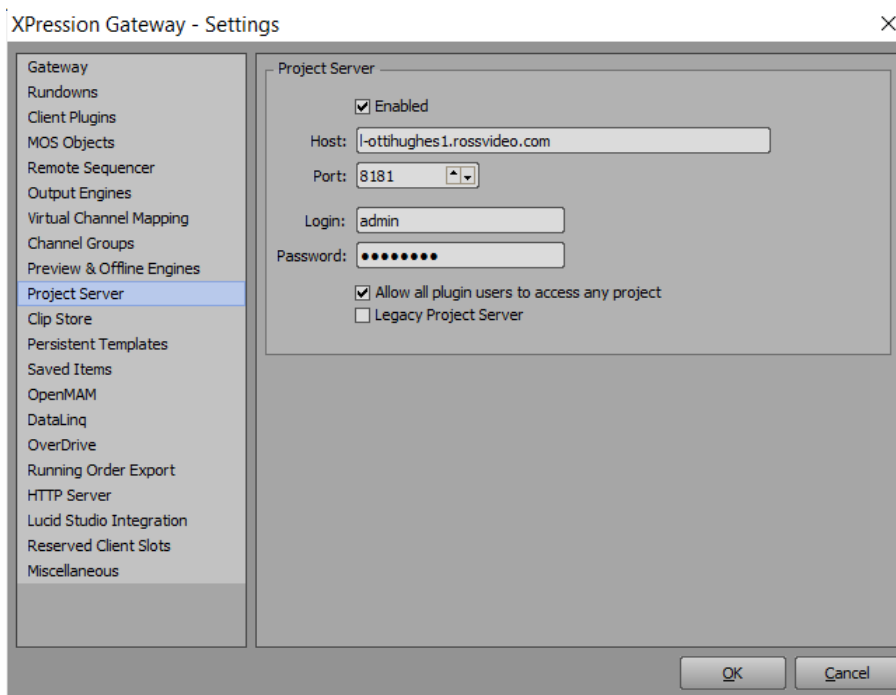 XPression Gateway - Settings
Gateway
Rundowns
Client Plugins
MOS Objects
Remote Sequencer
Output Engines
Virtual Channel Mapping
Channel Groups
Preview & Offline Engines
Project Server
Clip Store
Persistent Templates
Saved Items
OpenMAM
DataLinq
OverDrive
Running Order Export
HTTP Server
Lucid Studio Integration
Reserved Client Slots
Miscellaneous
Project Server
Enabled
Host: l-ottihughes1.rossvideo.com
Port: 8181
Login: admin
Password: ●●●●●●●●
Allow all plugin users to access any project
Legacy Project Server
OK
Cancel